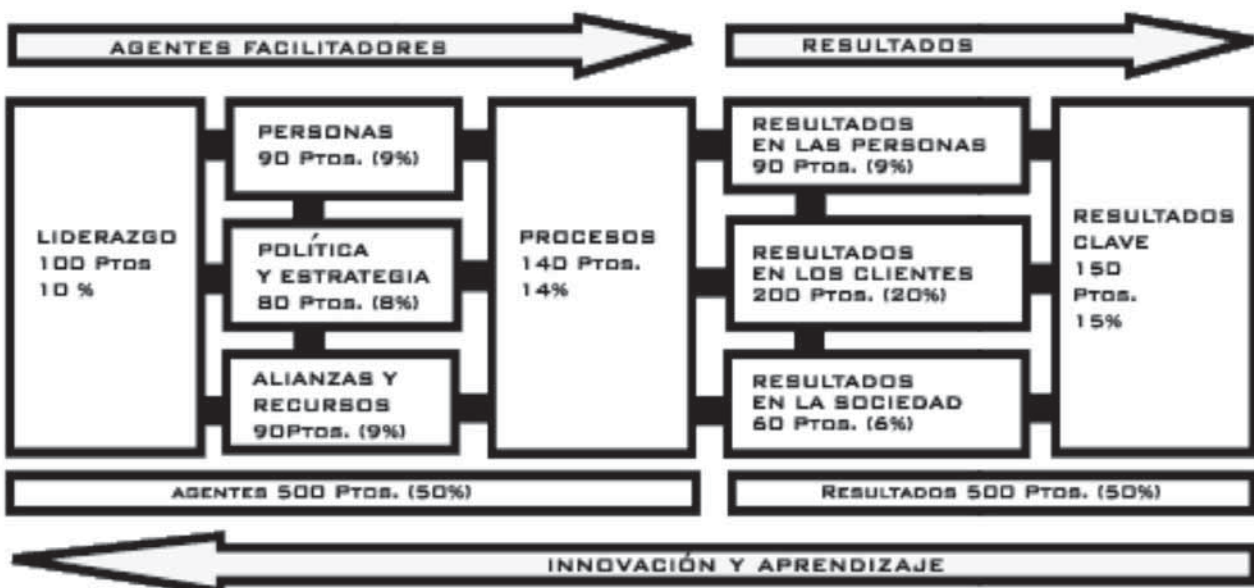 AGENTES FACILITADORES
RESULTADOS
LIDERAZGO
100 PTOS
10 %
PERSONAS
90 PTOS. (9%)
POLÍTICA
Y ESTRATEGIA
80 PTOS. (8%)
ALIANZAS Y
RECURSOS
90PTOS. (9%)
PROCESOS
140 PTOS.
14%
RESULTADOS
EN LAS PERSONAS
90 PTOS. (9%)
RESULTADOS
EN LOS CLIENTES
200 PTOS. (20%)
RESULTADOS
EN LA SOCIEDAD
60 PTOS. (6%)
RESULTADOS
CLAVE
150
PTOS.
15%
AGENTES 500 PTOS. (50%)
RESULTADOS 500 PTOS. (50%)
INNOVACIÓN Y APRENDIZAJE